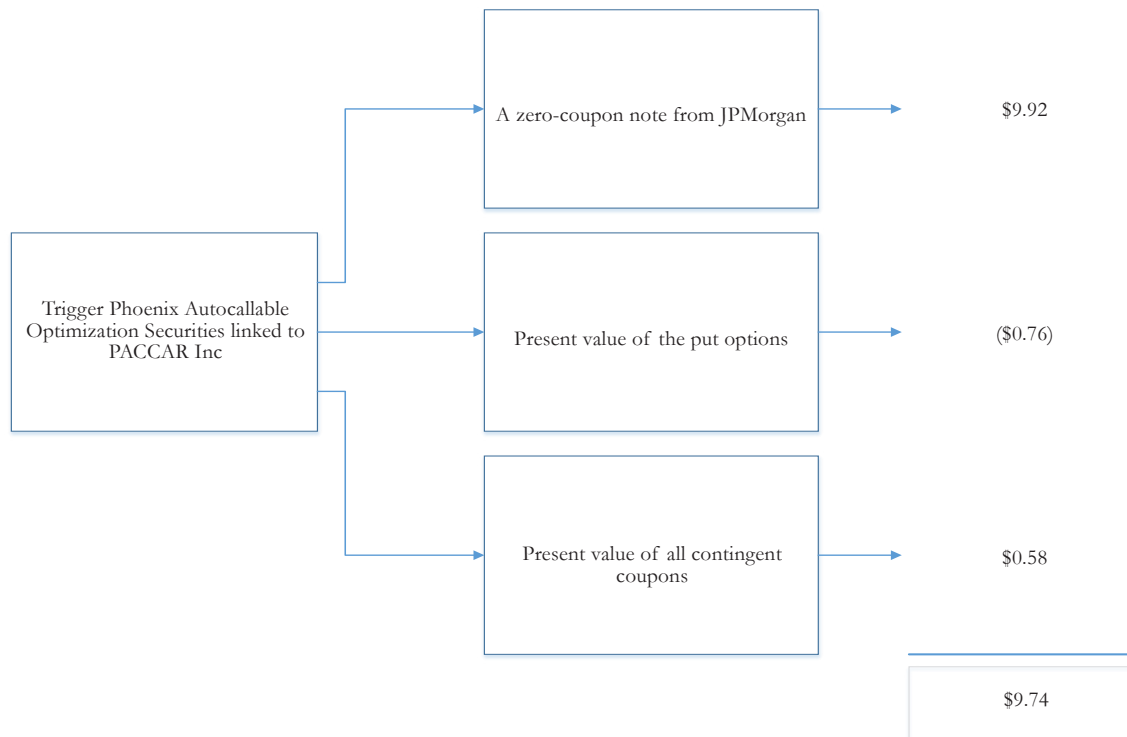 A zero-coupon note from JPMorgan
$9.92
Trigger Phoenix Autocallable
Optimization Securities linked to
PACCAR Inc
Present value of the put options
($0.76)
Present value of all contingent
coupons
$0.58
$9.74